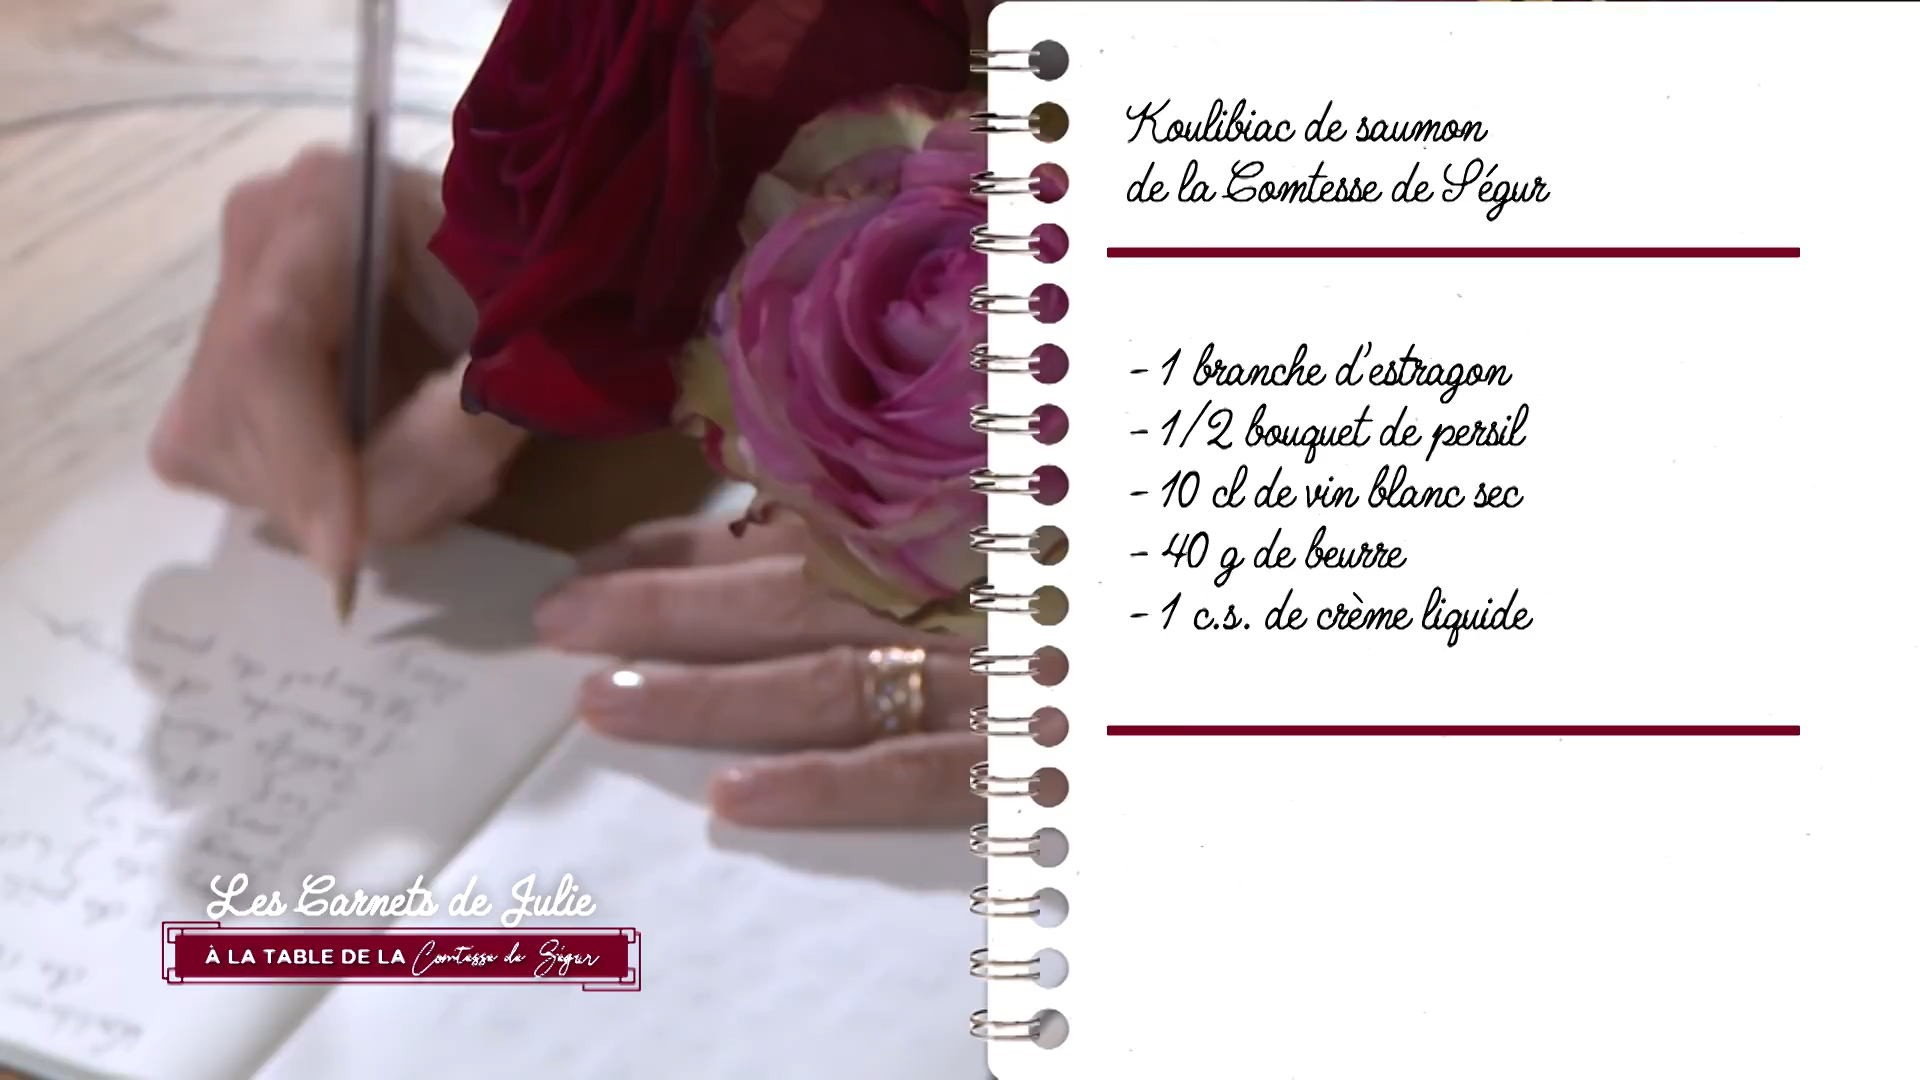 Koulibiac de saumon
de la Comtesse de Ségur
- 1 branche d'estragon
- 1/2 bouquet de persil
- 10 cl de vin blanc sec
- 40 g de beurre
- 1 c.s. de crème liquide
Les Carnets de Julie
À LA TABLE DE LA Comtesse de Ségur